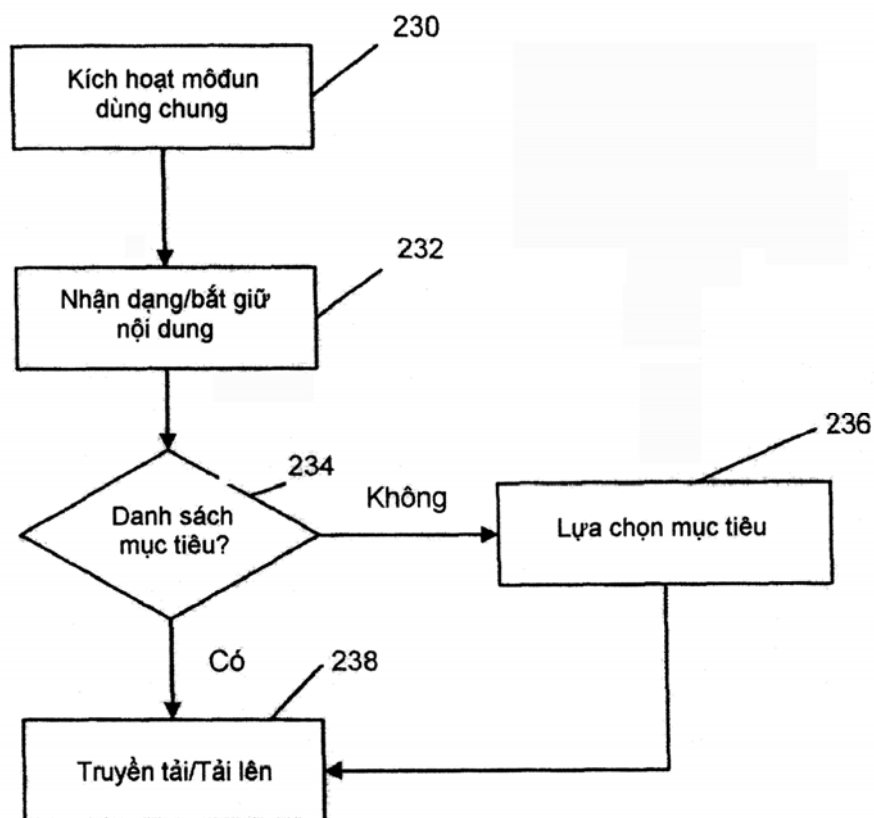 230
Kích hoạt môđun
dùng chung
232
Nhận dạng/bắt giữ
nội dung
234
Danh sách
mục tiêu?
Không
236
Lựa chọn mục tiêu
Có
238
Truyền tải/Tải lên